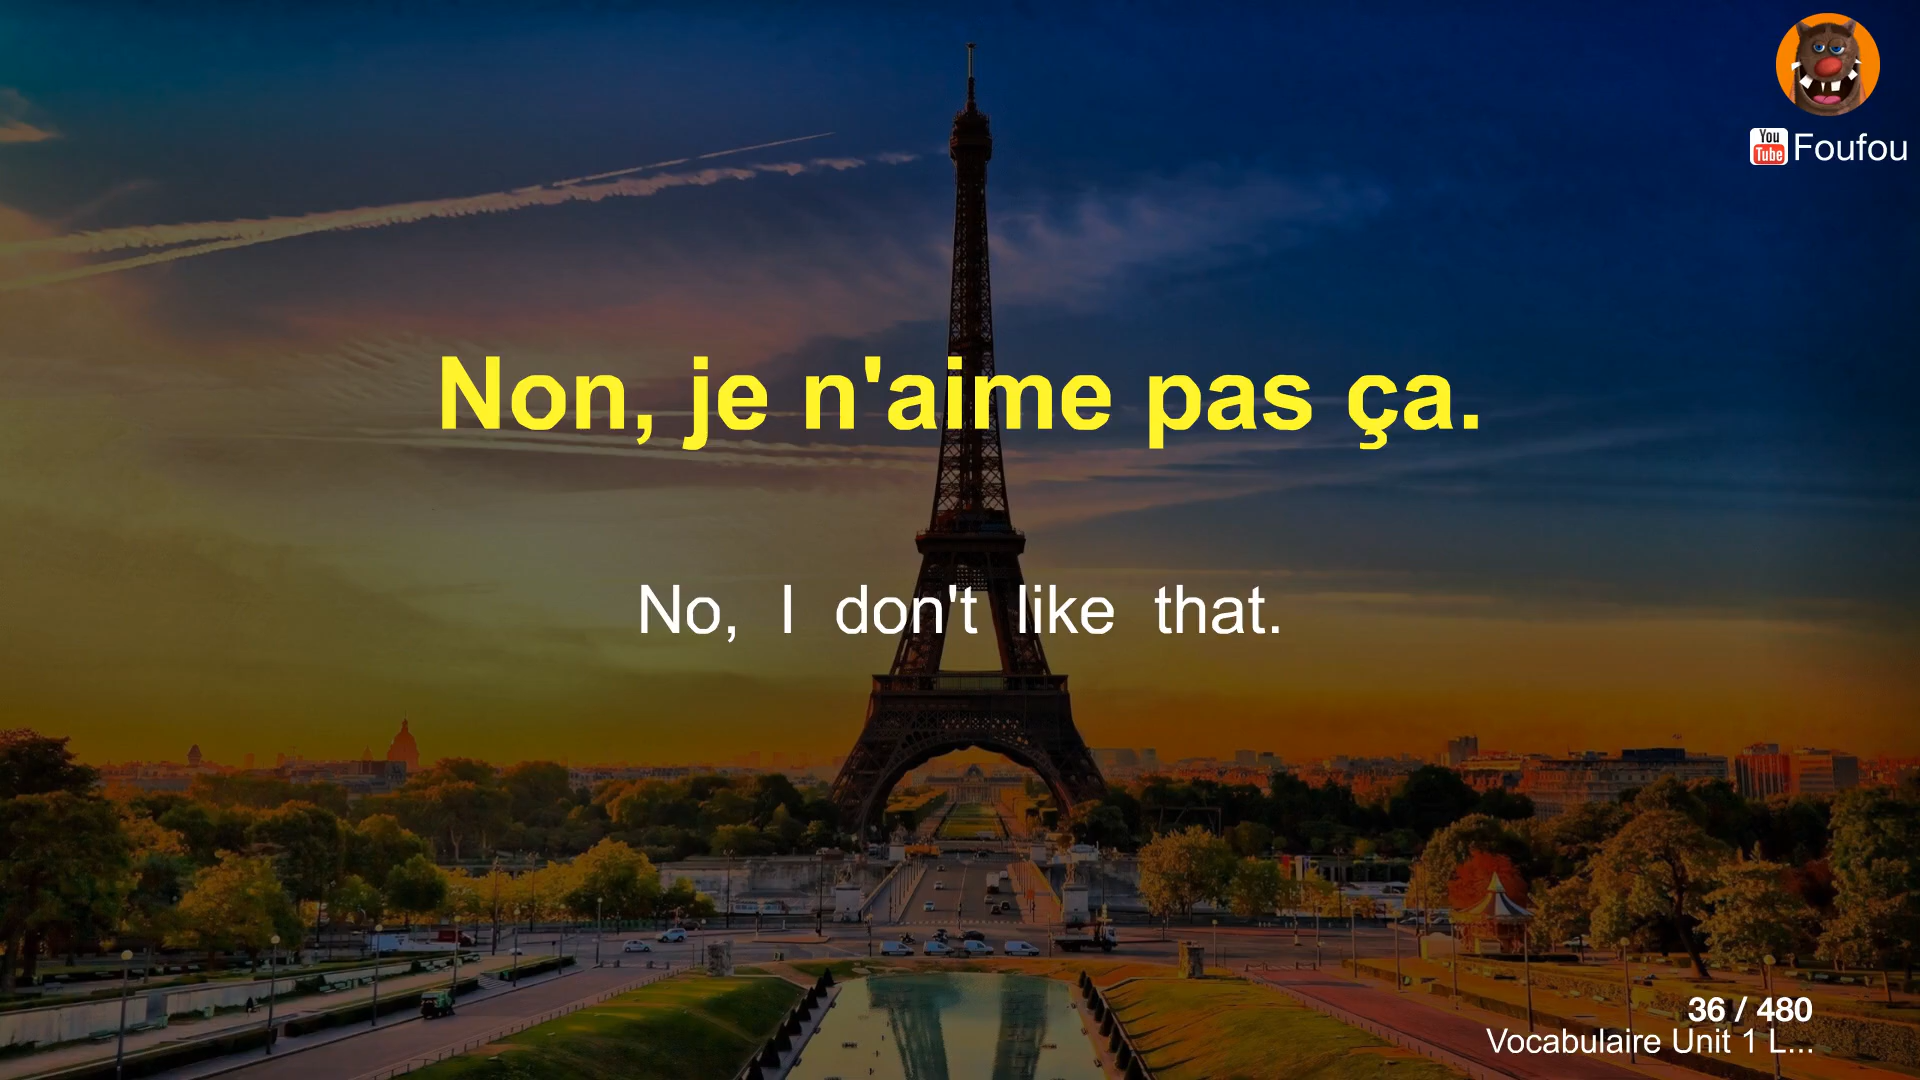 You
Tube
Foufou
Non, je n'aime pas ça.
No, I don't like that.
36 / 480
Vocabulaire Unit 1 L...